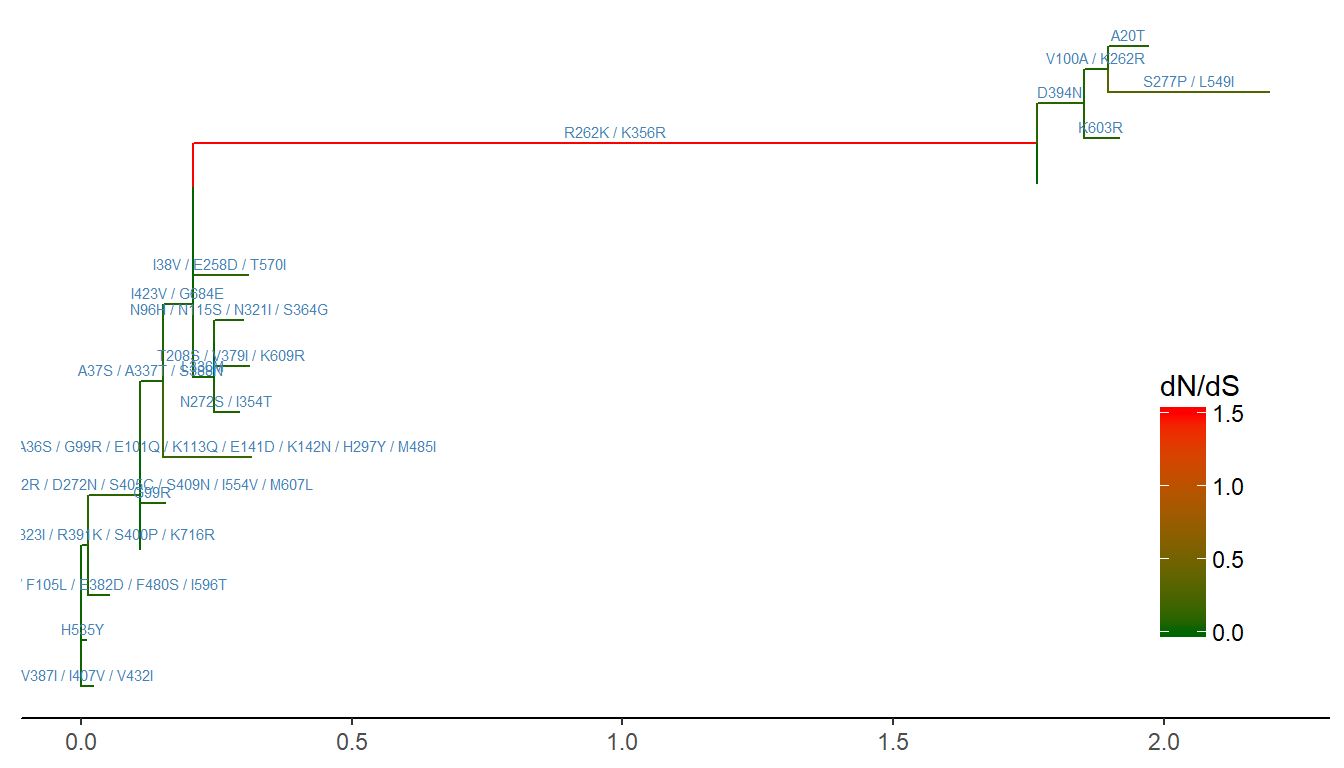 A20T
V100A / K262R
S277P / L549I
D394N
K603R
R262K / K356R
I38V / E258D / T570I
I423V / G684E
N96H / N115S / N321I / S364G
T208S / V379I / K609R
A37S / A337T / S388N
N272S / I354T
A36S / G99R / E101Q / K113Q / E141D / K142N / H297Y / M485I
2R / D272N / S405C / S409N / I554V / M607L
G99R
323I / R391K / S400P / K716R
/ F105L / E382D / F480S / I596T
H535Y
V387I / I407V / V432I
dN/dS
1.5
1.0
0.5
0.0
0.0 0.5 1.0 1.5 2.0